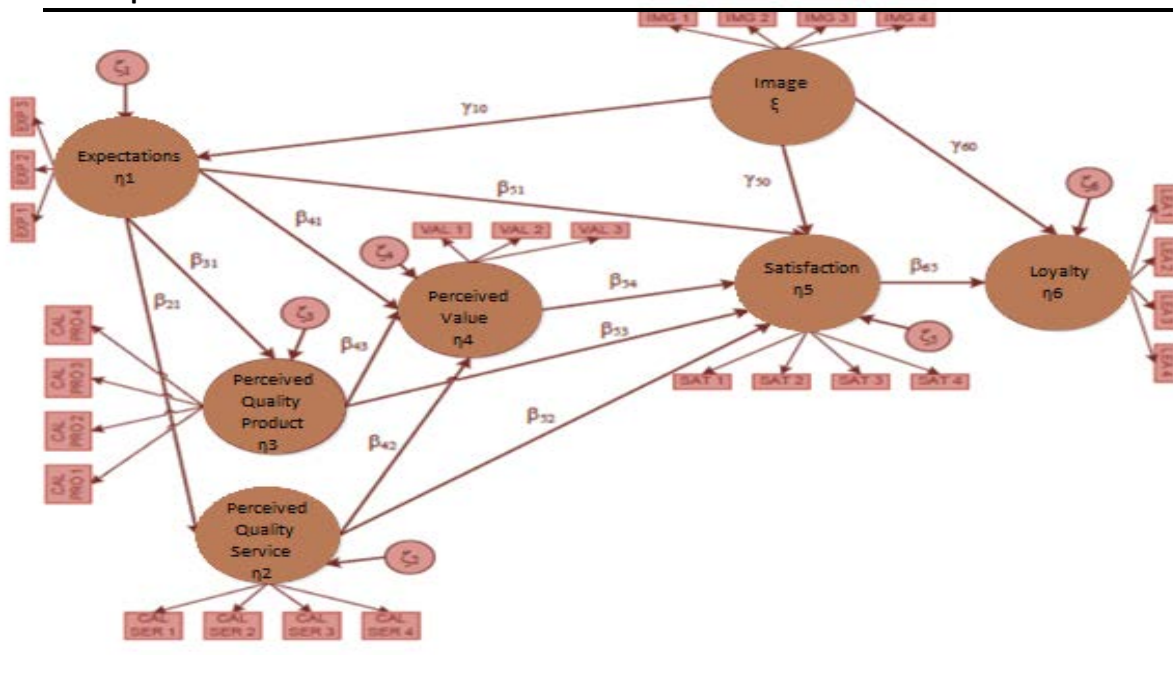 IMG 1
IMG 2
IMG 3
IMG 4
Image
ξ
ζ1
EXP 3
EXP 2
EXP 1
Expectations
η1
γ10
γ50
γ60
β51
β41
β31
β21
VAL 1
VAL 2
VAL 3
ζ4
Perceived
Value
η4
β54
β53
β43
Satisfaction
η5
β65
ζ6
Loyalty
η6
ζ5
SAT 1
SAT 2
SAT 3
SAT 4
CAL
PRO4
CAL
PRO3
CAL
PRO2
CAL
PRO1
ζ3
Perceived
Quality
Product
η3
β42
β52
Perceived
Quality
Service
η2
ζ2
CAL
SER 1
CAL
SER 2
CAL
SER 3
CAL
SER 4